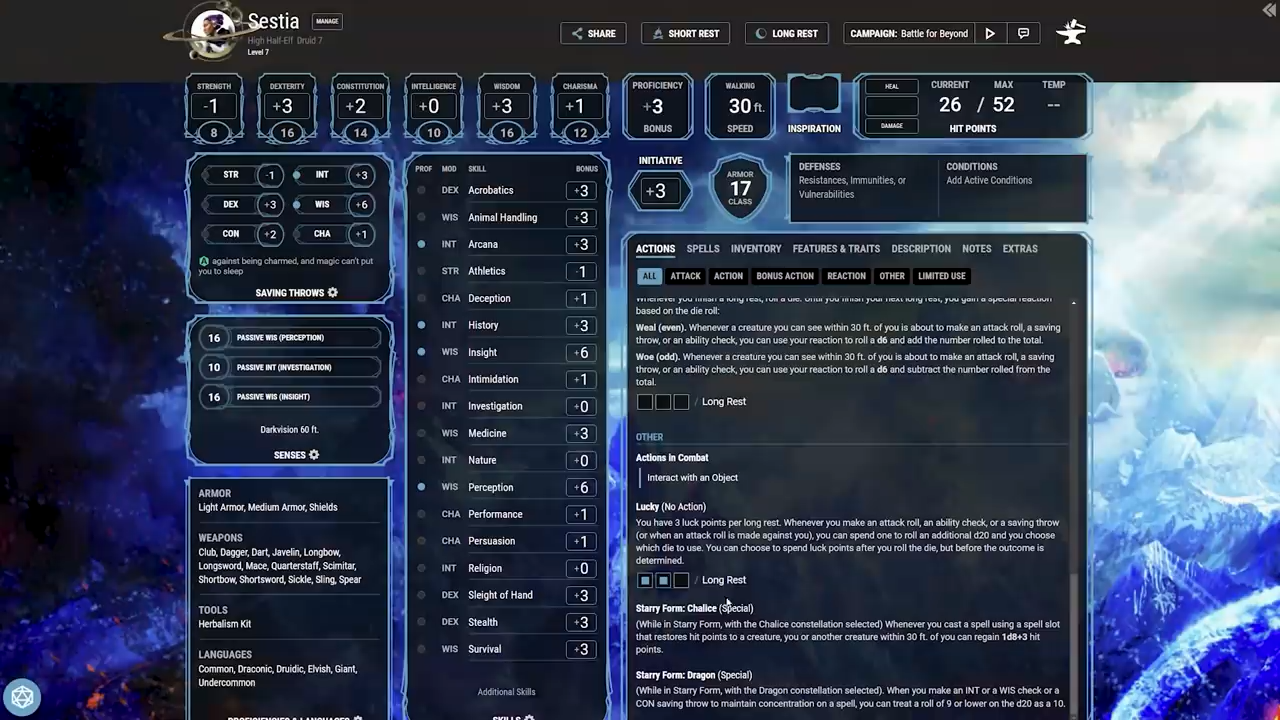 Sestia
MANAGE
High Half-Elf Druid 7
Level 7
SHARE
SHORT REST
LONG REST
CAMPAIGN: Battle for Beyond
STRENGTH
-1
8
DEXTERITY
+3
16
CONSTITUTION
+2
14
INTELLIGENCE
+0
10
WISDOM
+3
16
CHARISMA
+1
12
PROFICIENCY
+3
BONUS
WALKING
30 ft.
SPEED
INSPIRATION
HEAL
DAMAGE
CURRENT
26
/
MAX
52
TEMP
--
HIT POINTS
STR -1
INT +3
DEX +3
WIS +6
CON +2
CHA +1
A against being charmed, and magic can't put
you to sleep
SAVING THROWS
16 PASSIVE WIS (PERCEPTION)
10 PASSIVE INT (INVESTIGATION)
16 PASSIVE WIS (INSIGHT)
Darkvision 60 ft.
SENSES
ARMOR
Light Armor, Medium Armor, Shields
WEAPONS
Club, Dagger, Dart, Javelin, Longbow,
Longsword, Mace, Quarterstaff, Scimitar,
Shortbow, Shortsword, Sickle, Sling, Spear
TOOLS
Herbalism Kit
LANGUAGES
Common, Draconic, Druidic, Elvish, Giant,
Undercommon
PROFICIENCIES & LANGUAGES
PROF MOD SKILL BONUS
DEX Acrobatics +3
WIS Animal Handling +3
INT Arcana +3
STR Athletics -1
CHA Deception +1
INT History +3
WIS Insight +6
CHA Intimidation +1
INT Investigation +0
WIS Medicine +3
INT Nature +0
WIS Perception +6
CHA Performance +1
CHA Persuasion +1
INT Religion +0
DEX Sleight of Hand +3
DEX Stealth +3
WIS Survival +3
Additional Skills
SKILLS
INITIATIVE
+3
ARMOR
17
CLASS
DEFENSES
Resistances, Immunities, or
Vulnerabilities
CONDITIONS
Add Active Conditions
ACTIONS SPELLS INVENTORY FEATURES & TRAITS DESCRIPTION NOTES EXTRAS
ALL ATTACK ACTION BONUS ACTION REACTION OTHER LIMITED USE
Whenever you finish a long rest, roll a die. Until you finish your next long rest, you gain a special reaction
based on the die roll:
Weal (even). Whenever a creature you can see within 30 ft. of you is about to make an attack roll, a saving
throw, or an ability check, you can use your reaction to roll a d6 and add the number rolled to the total.
Woe (odd). Whenever a creature you can see within 30 ft. of you is about to make an attack roll, a saving
throw, or an ability check, you can use your reaction to roll a d6 and subtract the number rolled from the
total.
/ Long Rest
OTHER
Actions in Combat
Interact with an Object
Lucky (No Action)
You have 3 luck points per long rest. Whenever you make an attack roll, an ability check, or a saving throw
(or when an attack roll is made against you), you can spend one to roll an additional d20 and you choose
which die to use. You can choose to spend luck points after you roll the die, but before the outcome is
determined.
/ Long Rest
Starry Form: Chalice (Special)
(While in Starry Form, with the Chalice constellation selected) Whenever you cast a spell using a spell slot
that restores hit points to a creature, you or another creature within 30 ft. of you can regain 1d8+3 hit
points.
Starry Form: Dragon (Special)
(While in Starry Form, with the Dragon constellation selected). When you make an INT or a WIS check or a
CON saving throw to maintain concentration on a spell, you can treat a roll of 9 or lower on the d20 as a 10.